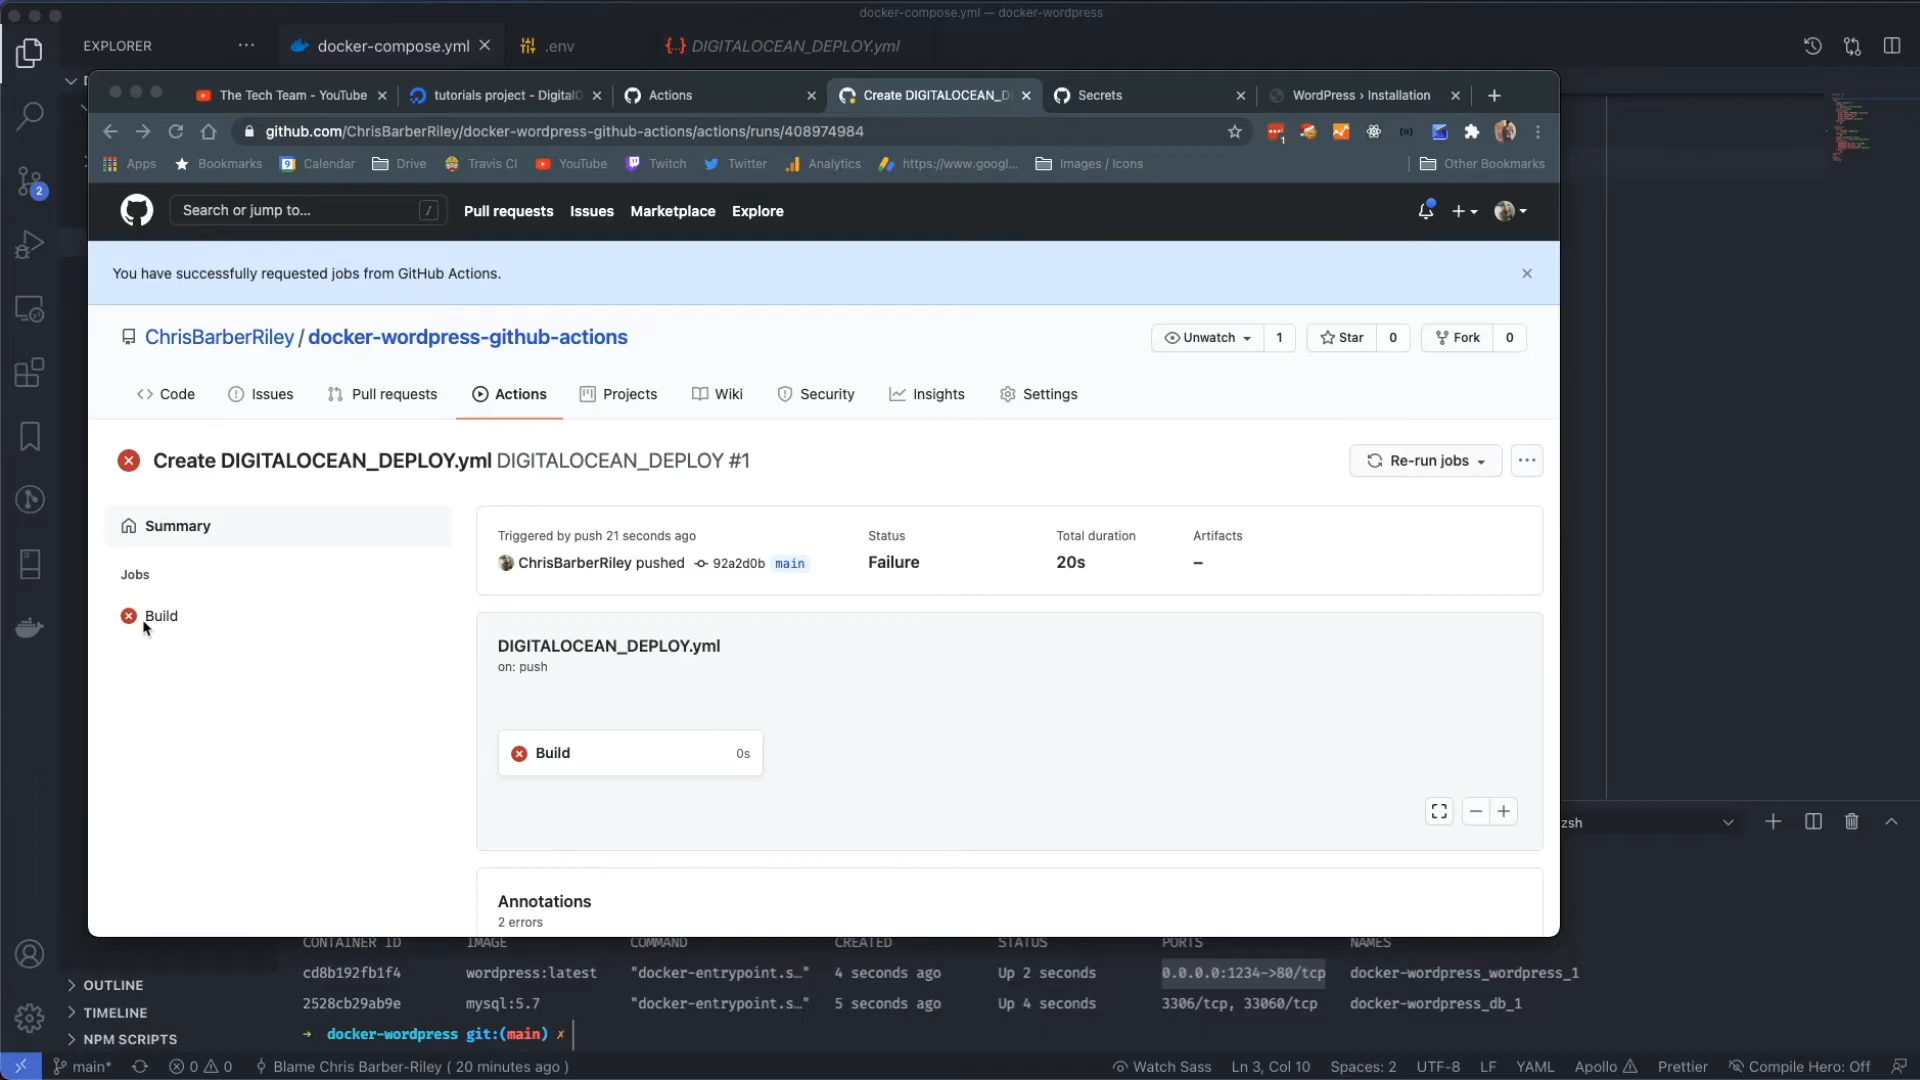 docker-compose.yml — docker-wordpress
EXPLORER
docker-compose.yml
.env
DIGITALOCEAN_DEPLOY.yml
The Tech Team - YouTube
tutorials project - DigitalO
Actions
Create DIGITALOCEAN_D
Secrets
WordPress › Installation
github.com/ChrisBarberRiley/docker-wordpress-github-actions/actions/runs/408974984
Apps
Bookmarks
Calendar
Drive
Travis CI
YouTube
Twitch
Twitter
Analytics
https://www.googl...
Images / Icons
Other Bookmarks
Search or jump to...
/
Pull requests
Issues
Marketplace
Explore
2
You have successfully requested jobs from GitHub Actions.
ChrisBarberRiley / docker-wordpress-github-actions
Unwatch 1
Star 0
Fork 0
Code
Issues
Pull requests
Actions
Projects
Wiki
Security
Insights
Settings
Create DIGITALOCEAN_DEPLOY.yml DIGITALOCEAN_DEPLOY #1
Re-run jobs
Summary
Jobs
Build
Triggered by push 21 seconds ago
ChrisBarberRiley pushed 92a2d0b main
Status
Failure
Total duration
20s
Artifacts
–
DIGITALOCEAN_DEPLOY.yml
on: push
Build 0s
Annotations
2 errors
zsh
CONTAINER ID IMAGE COMMAND CREATED STATUS PORTS NAMES
cd8b192fb1f4 wordpress:latest "docker-entrypoint.s…" 4 seconds ago Up 2 seconds 0.0.0.0:1234->80/tcp docker-wordpress_wordpress_1
2528cb29ab9e mysql:5.7 "docker-entrypoint.s…" 5 seconds ago Up 4 seconds 3306/tcp, 33060/tcp docker-wordpress_db_1
→ docker-wordpress git:(main) ✗
OUTLINE
TIMELINE
NPM SCRIPTS
main*
0
0
Blame Chris Barber-Riley ( 20 minutes ago )
Watch Sass
Ln 3, Col 10
Spaces: 2
UTF-8
LF
YAML
Apollo
Prettier
Compile Hero: Off